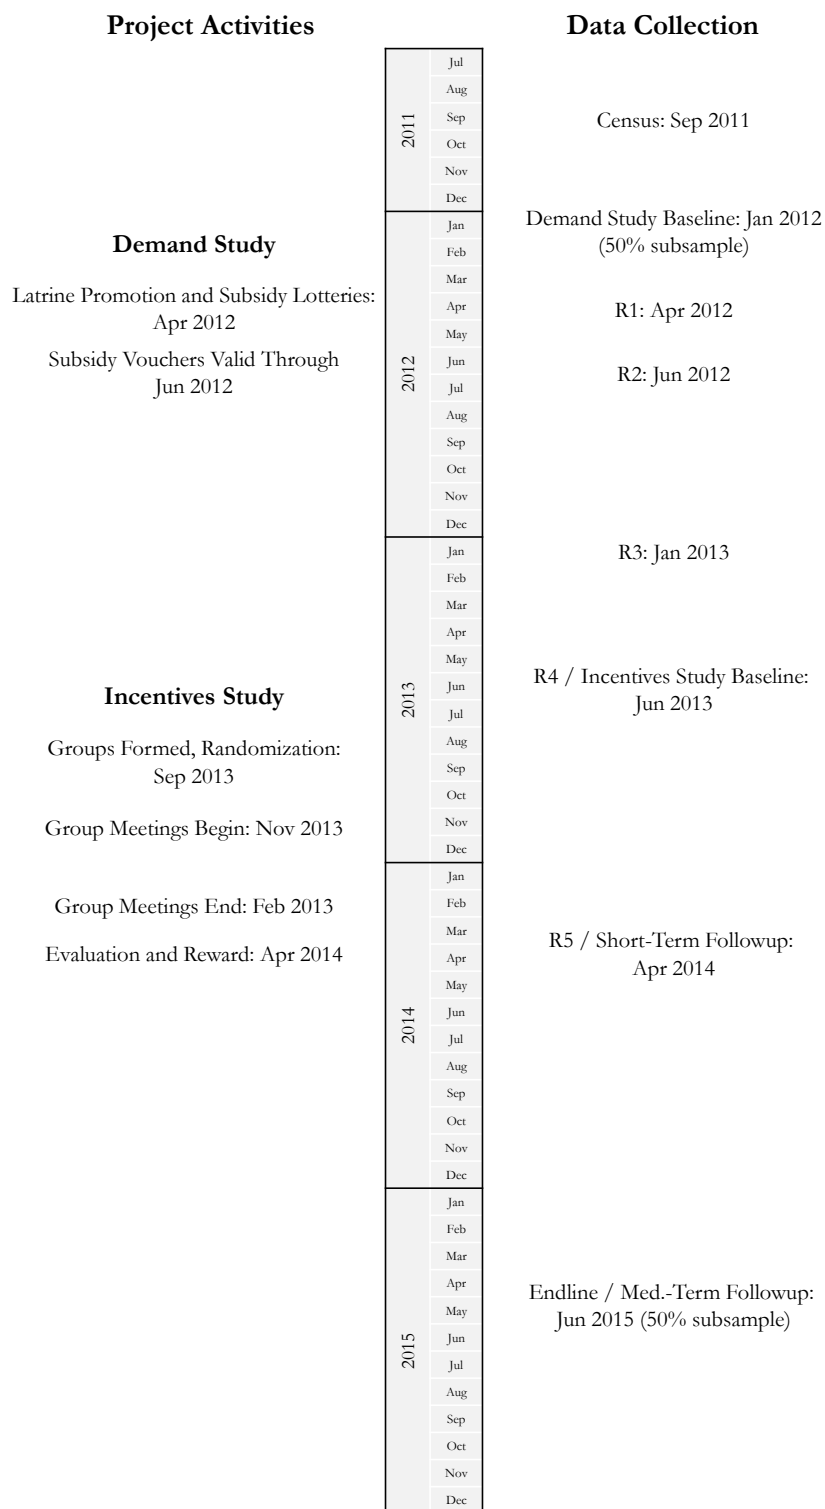 Project Activities
Data Collection
2011
Jul
Aug
Sep
Oct
Nov
Dec
Census: Sep 2011
2012
Jan
Feb
Mar
Apr
May
Jun
Jul
Aug
Sep
Oct
Nov
Dec
Demand Study Baseline: Jan 2012
(50% subsample)
Demand Study
Latrine Promotion and Subsidy Lotteries:
Apr 2012
R1: Apr 2012
Subsidy Vouchers Valid Through
Jun 2012
R2: Jun 2012
2013
Jan
Feb
Mar
Apr
May
Jun
Jul
Aug
Sep
Oct
Nov
Dec
R3: Jan 2013
R4 / Incentives Study Baseline:
Jun 2013
Incentives Study
Groups Formed, Randomization:
Sep 2013
Group Meetings Begin: Nov 2013
2014
Jan
Feb
Mar
Apr
May
Jun
Jul
Aug
Sep
Oct
Nov
Dec
Group Meetings End: Feb 2013
Evaluation and Reward: Apr 2014
R5 / Short-Term Followup:
Apr 2014
2015
Jan
Feb
Mar
Apr
May
Jun
Jul
Aug
Sep
Oct
Nov
Dec
Endline / Med.-Term Followup:
Jun 2015 (50% subsample)